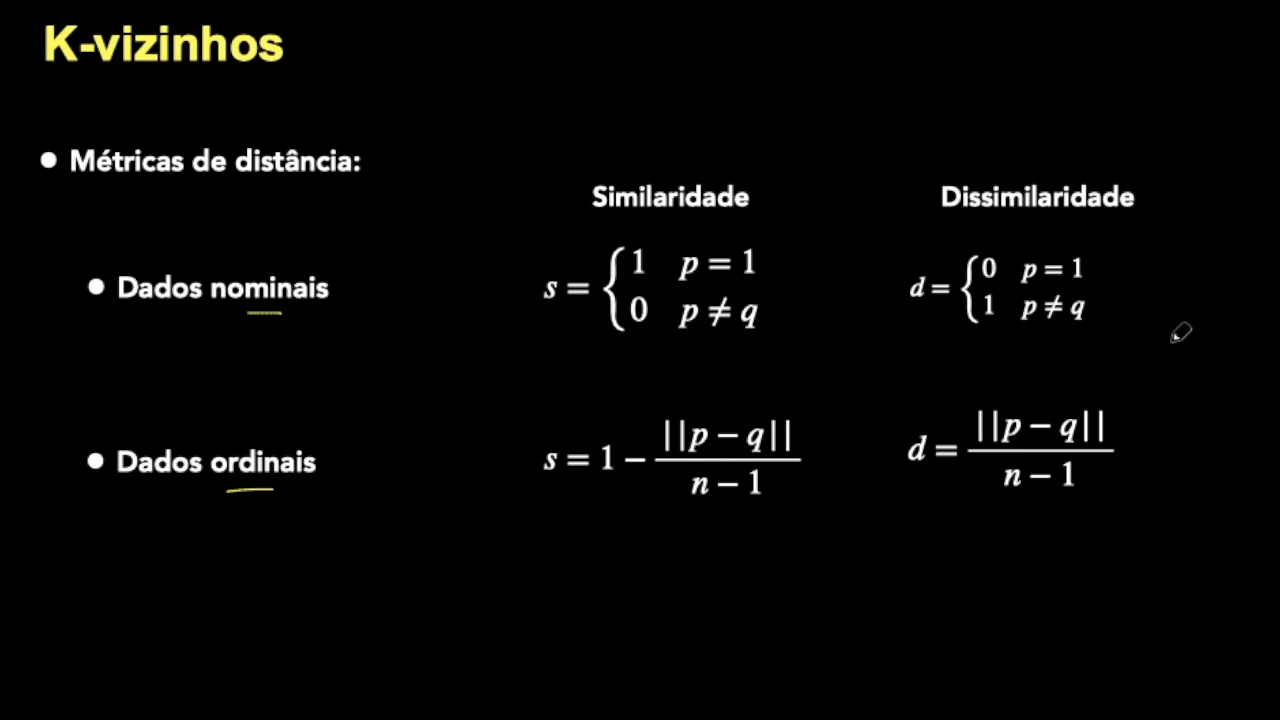 K-vizinhos
● Métricas de distância:
Similaridade Dissimilaridade
● Dados nominais s = { 1 p = 1 d = { 0 p = 1
0 p ≠ q 1 p ≠ q
● Dados ordinais s = 1 − ||p − q|| / n − 1 d = ||p − q|| / n − 1